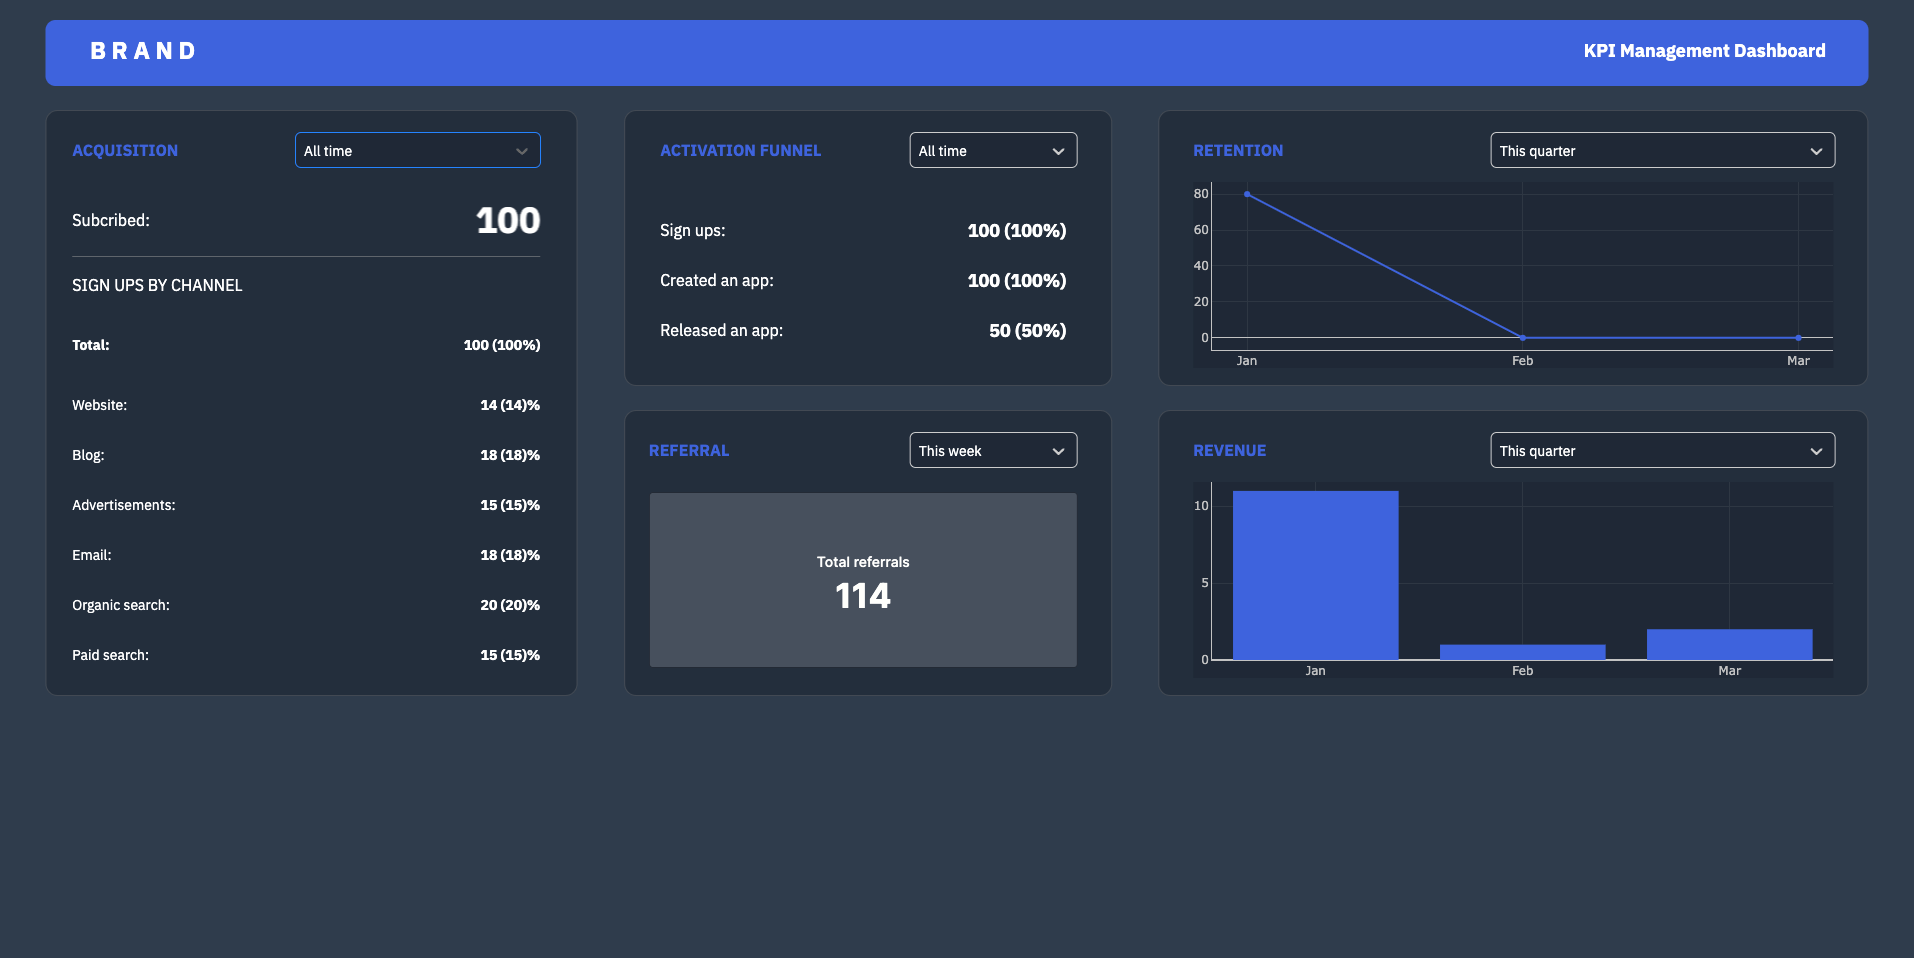 BRAND
KPI Management Dashboard
ACQUISITION
All time
Subcribed:
100
SIGN UPS BY CHANNEL
Total:
100 (100%)
Website:
14 (14)%
Blog:
18 (18)%
Advertisements:
15 (15)%
Email:
18 (18)%
Organic search:
20 (20)%
Paid search:
15 (15)%
ACTIVATION FUNNEL
All time
Sign ups:
100 (100%)
Created an app:
100 (100%)
Released an app:
50 (50%)
REFERRAL
This week
Total referrals
114
RETENTION
This quarter
80
60
40
20
0
Jan
Feb
Mar
REVENUE
This quarter
10
5
0
Jan
Feb
Mar